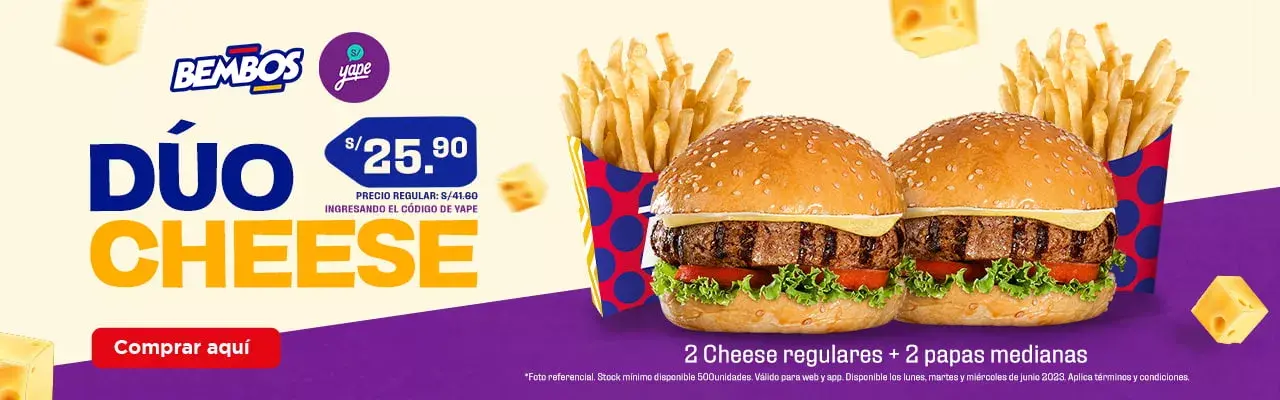 BEMBOS
S/
yape
DÚO
CHEESE
S/25.90
PRECIO REGULAR: S/41.60
INGRESANDO EL CÓDIGO DE YAPE
Comprar aquí
2 Cheese regulares + 2 papas medianas
*Foto referencial. Stock mínimo disponible 500unidades. Válido para web y app. Disponible los lunes, martes y miércoles de junio 2023. Aplica términos y condiciones.